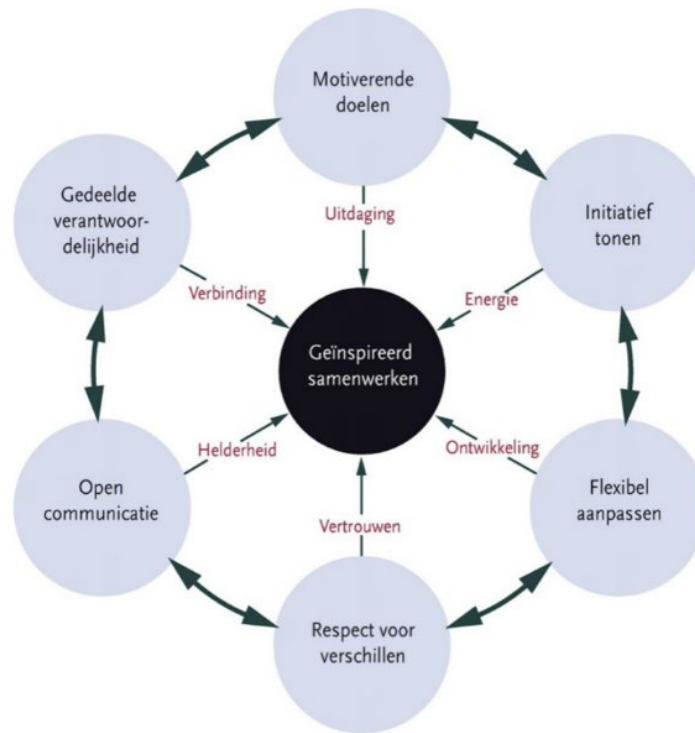 Motiverende
doelen
Gedeelde
verantwoor-
delijkheid
Initiatief
tonen
Uitdaging
Verbinding
Energie
Geïnspireerd
samenwerken
Helderheid
Ontwikkeling
Open
communicatie
Flexibel
aanpassen
Vertrouwen
Respect voor
verschillen